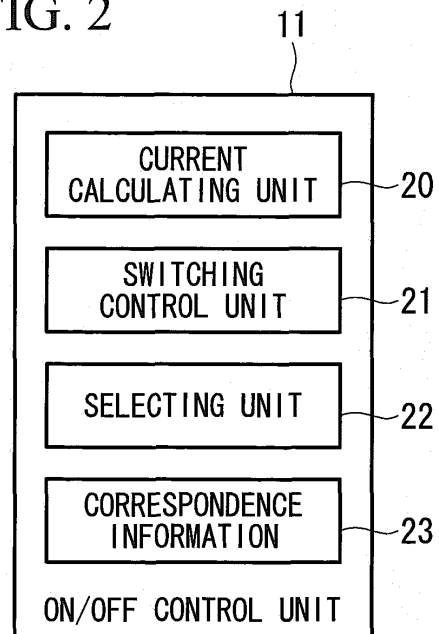 FIG. 2
11
CURRENT
CALCULATING UNIT
20
SWITCHING
CONTROL UNIT
21
SELECTING UNIT
22
CORRESPONDENCE
INFORMATION
23
ON/OFF CONTROL UNIT